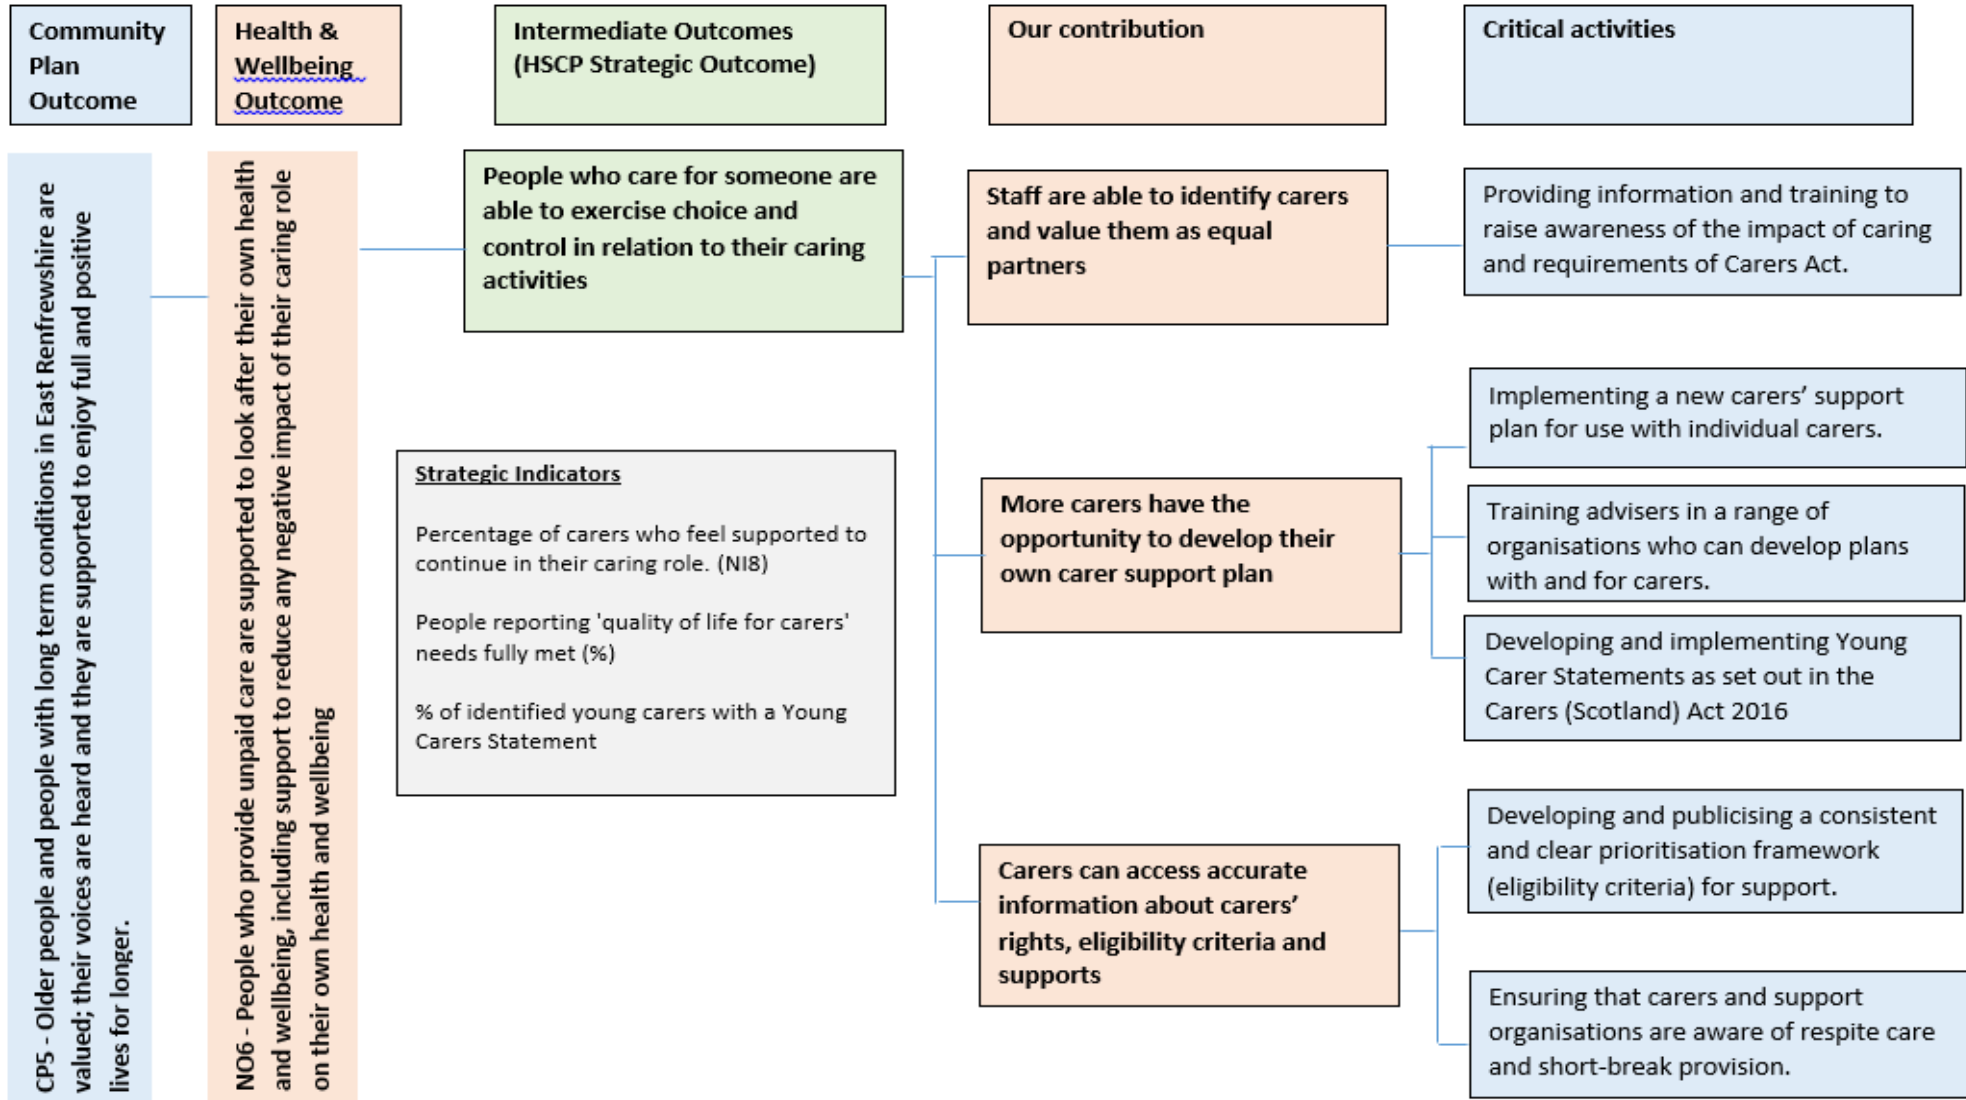 Community
Plan
Outcome
Health &
Wellbeing
Outcome
Intermediate Outcomes
(HSCP Strategic Outcome)
Our contribution
Critical activities
CP5 - Older people and people with long term conditions in East Renfrewshire are
valued; their voices are heard and they are supported to enjoy full and positive
lives for longer.
NO6 - People who provide unpaid care are supported to look after their own health
and wellbeing, including support to reduce any negative impact of their caring role
on their own health and wellbeing
People who care for someone are
able to exercise choice and
control in relation to their caring
activities
Strategic Indicators
Percentage of carers who feel supported to
continue in their caring role. (NI8)
People reporting 'quality of life for carers'
needs fully met (%)
% of identified young carers with a Young
Carers Statement
Staff are able to identify carers
and value them as equal
partners
Providing information and training to
raise awareness of the impact of caring
and requirements of Carers Act.
More carers have the
opportunity to develop their
own carer support plan
Implementing a new carers’ support
plan for use with individual carers.
Training advisers in a range of
organisations who can develop plans
with and for carers.
Developing and implementing Young
Carer Statements as set out in the
Carers (Scotland) Act 2016
Carers can access accurate
information about carers’
rights, eligibility criteria and
supports
Developing and publicising a consistent
and clear prioritisation framework
(eligibility criteria) for support.
Ensuring that carers and support
organisations are aware of respite care
and short-break provision.